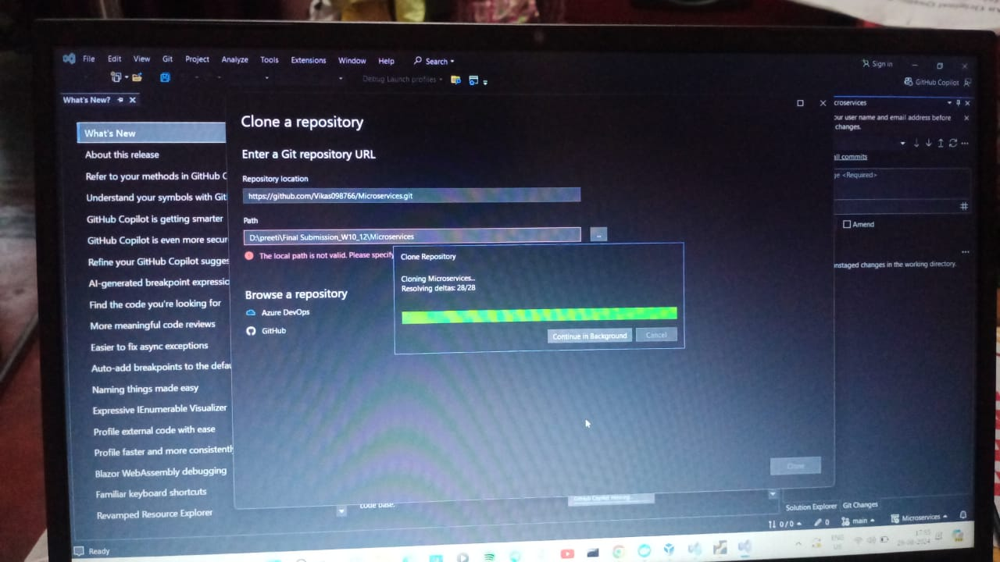 File Edit View Git Project Analyze Tools Extensions Window Help Search
Sign in
Debug Launch profiles
GitHub Copilot
What's New?
What's New
About this release
Refer to your methods in GitHub C
Understand your symbols with Git
GitHub Copilot is getting smarter
GitHub Copilot is even more secur
Refine your GitHub Copilot sugges
AI-generated breakpoint expressio
Find the code you're looking for
More meaningful code reviews
Easier to fix async exceptions
Auto-add breakpoints to the defau
Naming things made easy
Expressive IEnumerable Visualizer
Profile external code with ease
Profile faster and more consistently
Blazor WebAssembly debugging
Familiar keyboard shortcuts
Revamped Resource Explorer
Clone a repository
Enter a Git repository URL
Repository location
https://github.com/Vikas098766/Microservices.git
Path
D:\preeti\Final Submission_W10_12\Microservices
...
The local path is not valid. Please specify
Browse a repository
Azure DevOps
GitHub
Clone Repository
Cloning Microservices...
Resolving deltas: 28/28
Continue in Background Cancel
Clone
croservices
our user name and email address before
changes.
all commits
ge <Required>
Amend
nstaged changes in the working directory.
code base.
GitHub Copilot
Solution Explorer Git Changes
0/0 0 main Microservices
Ready
ENG
US
17:55
29-08-2024